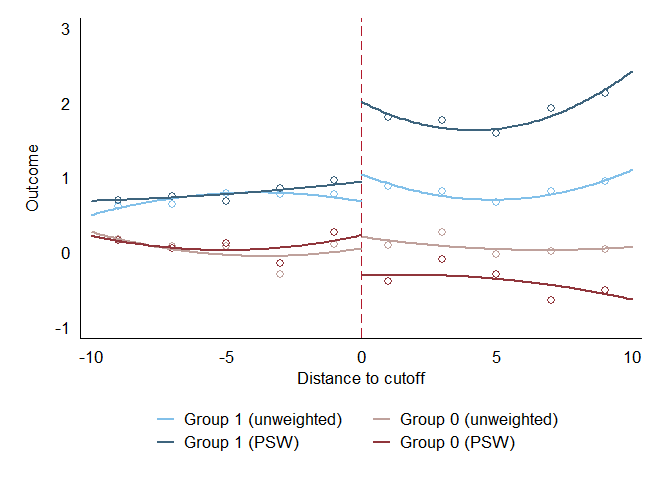 3
2
1
0
-1
Outcome
-10 -5 0 5 10
Distance to cutoff
Group 1 (unweighted) Group 0 (unweighted)
Group 1 (PSW) Group 0 (PSW)